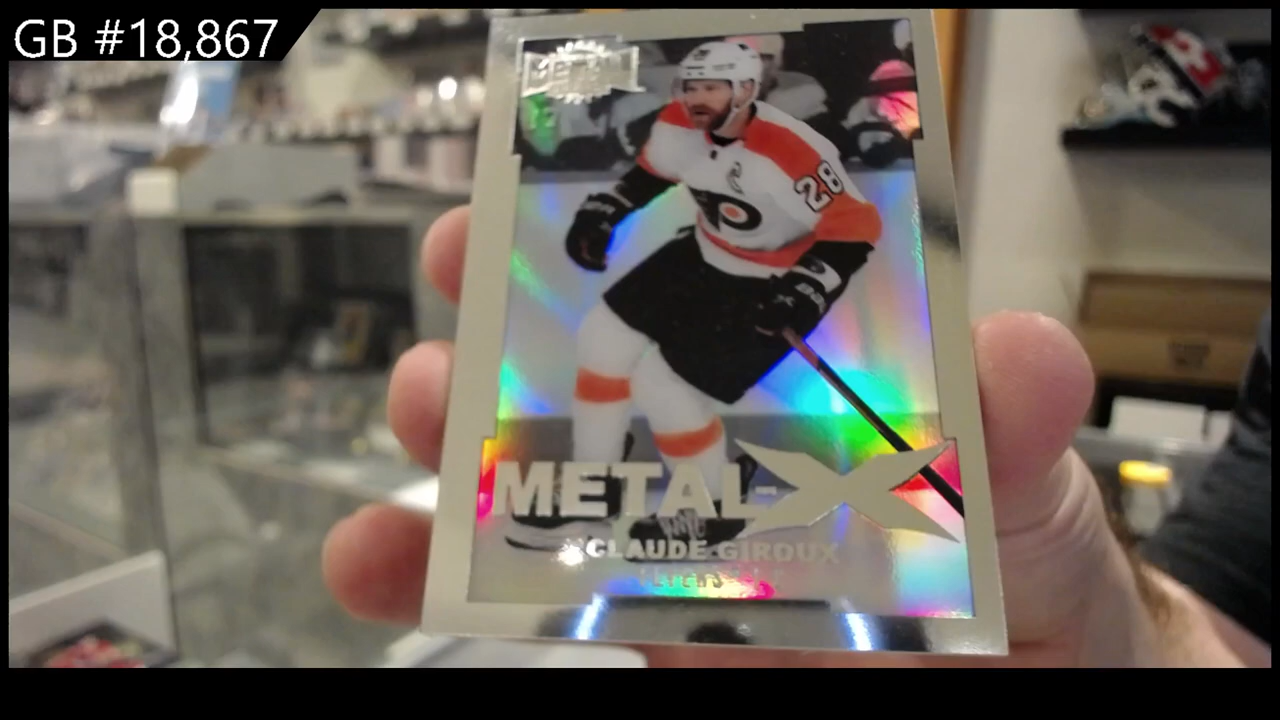 GB #18,867
METAL
28
C
METAL-X
CLAUDE GIROUX
FLYERS